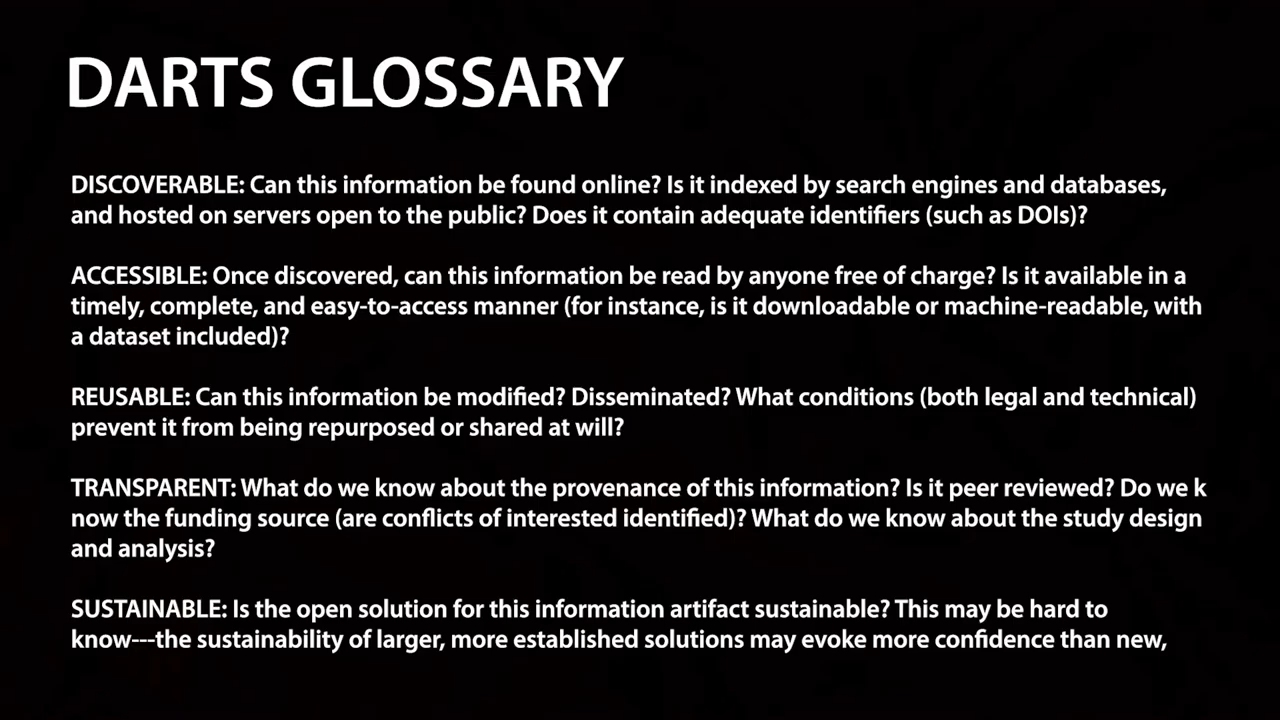 DARTS GLOSSARY
DISCOVERABLE: Can this information be found online? Is it indexed by search engines and databases,
and hosted on servers open to the public? Does it contain adequate identifiers (such as DOIs)?
ACCESSIBLE: Once discovered, can this information be read by anyone free of charge? Is it available in a
timely, complete, and easy-to-access manner (for instance, is it downloadable or machine-readable, with
a dataset included)?
REUSABLE: Can this information be modified? Disseminated? What conditions (both legal and technical)
prevent it from being repurposed or shared at will?
TRANSPARENT: What do we know about the provenance of this information? Is it peer reviewed? Do we k
now the funding source (are conflicts of interested identified)? What do we know about the study design
and analysis?
SUSTAINABLE: Is the open solution for this information artifact sustainable? This may be hard to
know---the sustainability of larger, more established solutions may evoke more confidence than new,